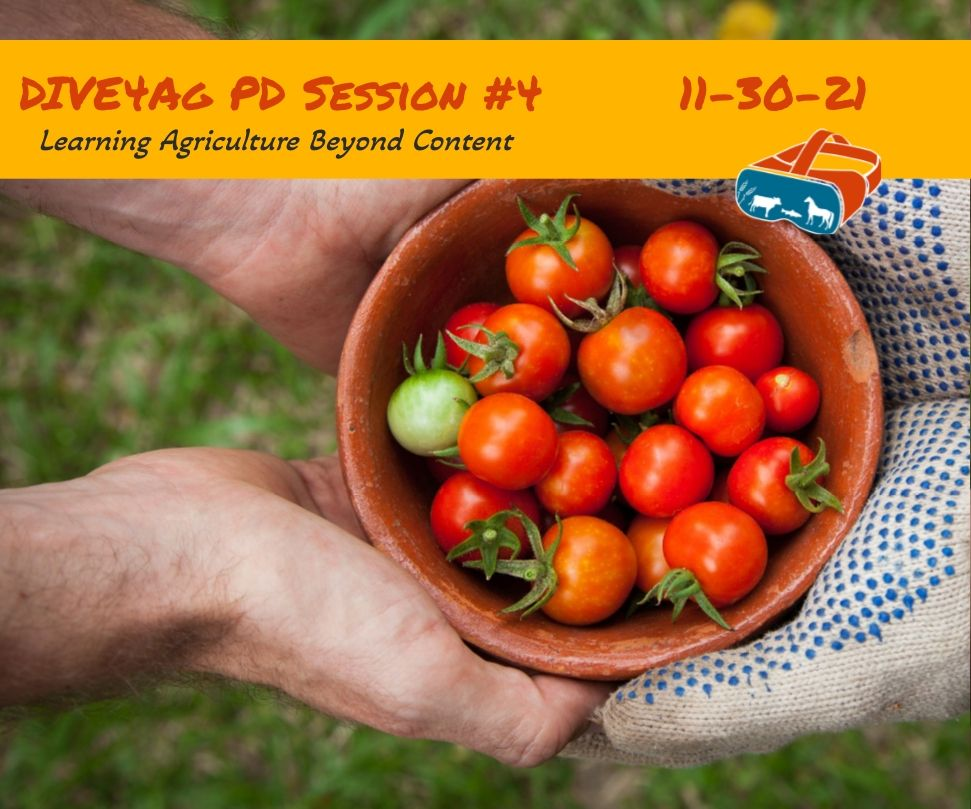 DIVE4Ag PD Session #4 11-30-21
Learning Agriculture Beyond Content